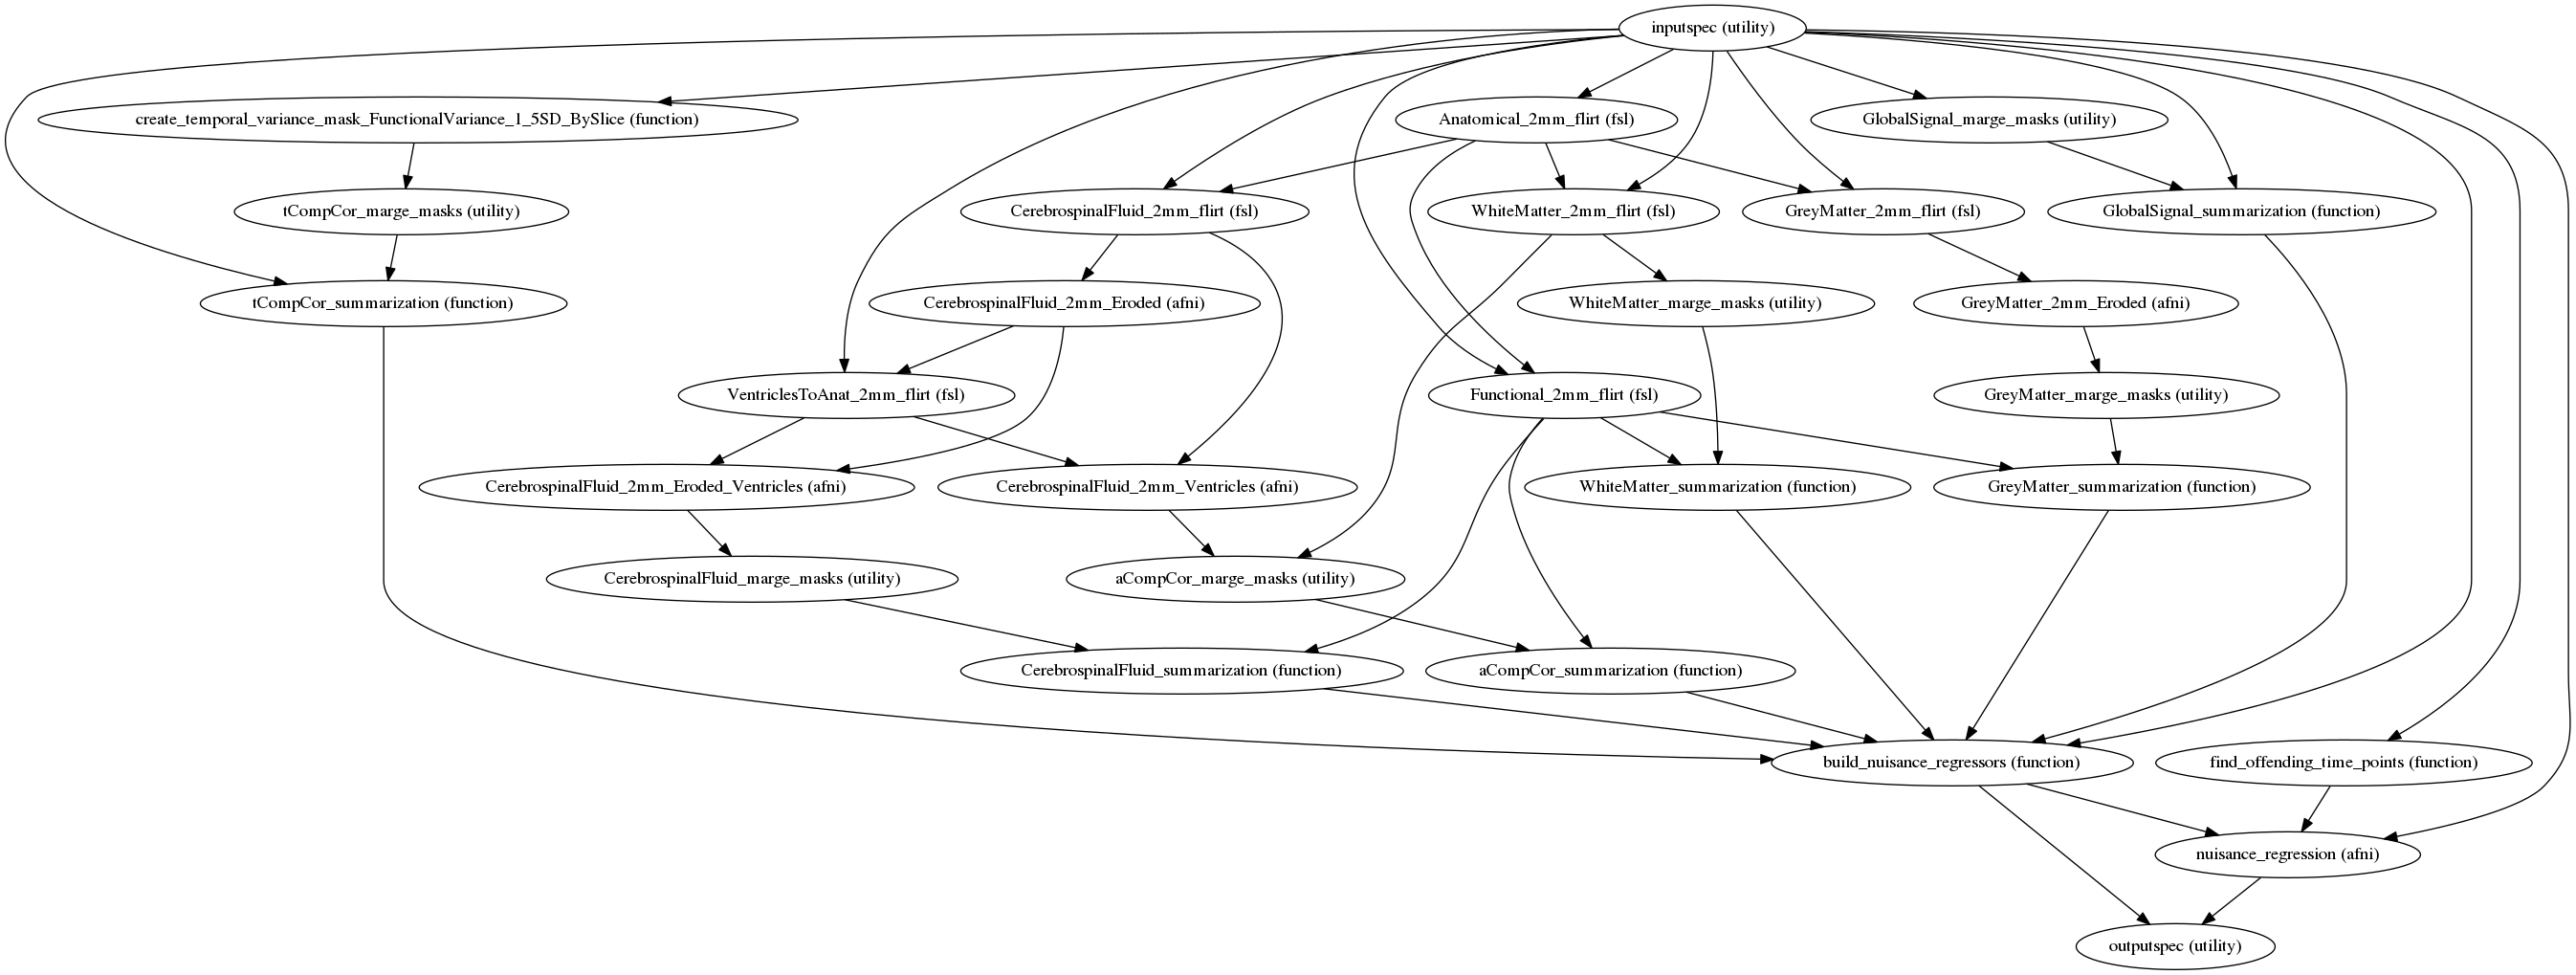 inputspec (utility)
create_temporal_variance_mask_FunctionalVariance_1_5SD_BySlice (function)
Anatomical_2mm_flirt (fsl)
GlobalSignal_marge_masks (utility)
tCompCor_marge_masks (utility)
CerebrospinalFluid_2mm_flirt (fsl)
WhiteMatter_2mm_flirt (fsl)
GreyMatter_2mm_flirt (fsl)
GlobalSignal_summarization (function)
tCompCor_summarization (function)
CerebrospinalFluid_2mm_Eroded (afni)
WhiteMatter_marge_masks (utility)
GreyMatter_2mm_Eroded (afni)
VentriclesToAnat_2mm_flirt (fsl)
Functional_2mm_flirt (fsl)
GreyMatter_marge_masks (utility)
CerebrospinalFluid_2mm_Eroded_Ventricles (afni)
CerebrospinalFluid_2mm_Ventricles (afni)
WhiteMatter_summarization (function)
GreyMatter_summarization (function)
CerebrospinalFluid_marge_masks (utility)
aCompCor_marge_masks (utility)
CerebrospinalFluid_summarization (function)
aCompCor_summarization (function)
build_nuisance_regressors (function)
find_offending_time_points (function)
nuisance_regression (afni)
outputspec (utility)